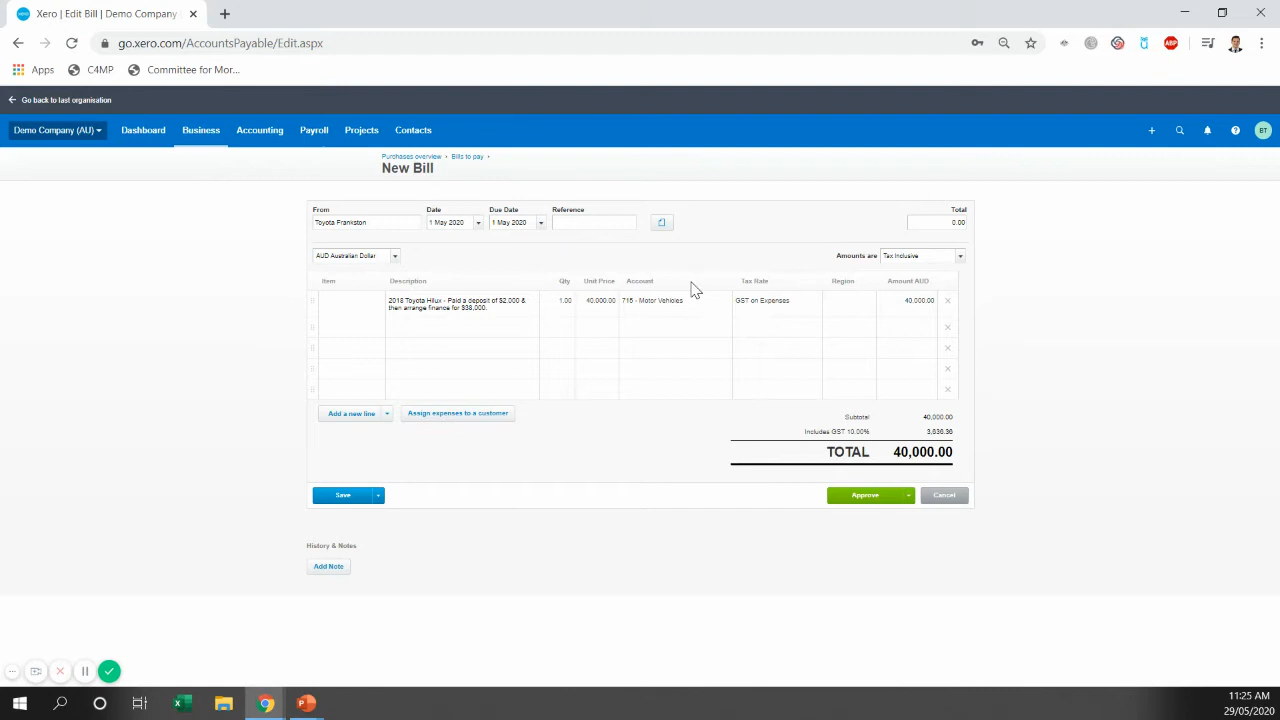 Xero | Edit Bill | Demo Company
go.xero.com/AccountsPayable/Edit.aspx
ABP
Apps C4MP Committee for Mor...
Go back to last organisation
Demo Company (AU) Dashboard Business Accounting Payroll Projects Contacts
BT
Purchases overview › Bills to pay ›
New Bill
From Date Due Date Reference Total
Toyota Frankston 1 May 2020 1 May 2020 0.00
AUD Australian Dollar Amounts are Tax Inclusive
Item Description Qty Unit Price Account Tax Rate Region Amount AUD
2018 Toyota Hilux - Paid a deposit of $2,000 & 1.00 40,000.00 715 - Motor Vehicles GST on Expenses 40,000.00
then arrange finance for $38,000.
Add a new line Assign expenses to a customer
Subtotal 40,000.00
Includes GST 10.00% 3,636.36
TOTAL 40,000.00
Save Approve Cancel
History & Notes
Add Note
11:25 AM
29/05/2020